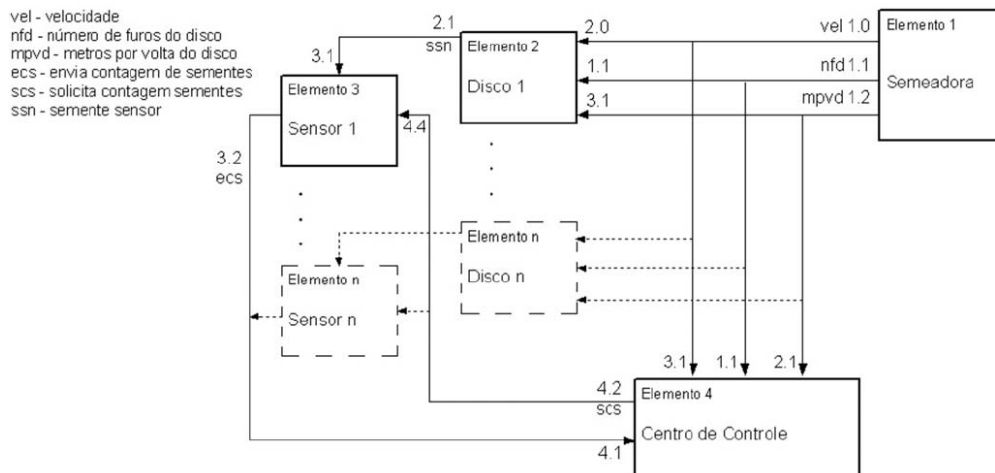 vel - velocidade
nfd - número de furos do disco
mpvd - metros por volta do disco
ecs - envia contagem de sementes
scs - solicita contagem sementes
ssn - semente sensor
2.1
ssn
3.1
Elemento 3
Sensor 1
4.4
3.2
ecs
Elemento 2
Disco 1
2.0
1.1
3.1
vel 1.0
nfd 1.1
mpvd 1.2
Elemento 1
Semeadora
Elemento n
Disco n
Elemento n
Sensor n
3.1
1.1
2.1
4.2
scs
4.1
Elemento 4
Centro de Controle